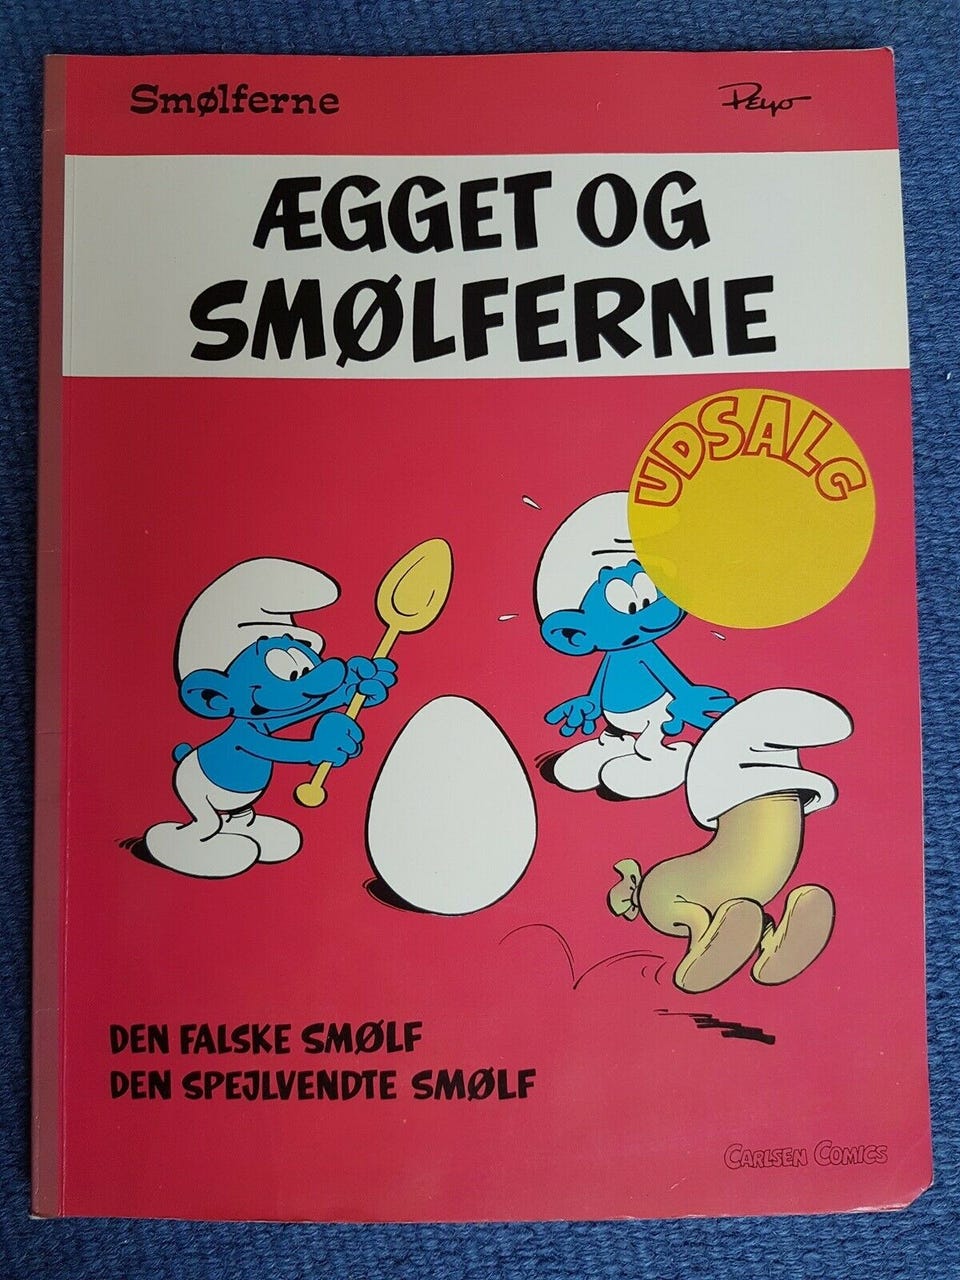 Smølferne
Peyo
ÆGGET OG
SMØLFERNE
UDSALG
DEN FALSKE SMØLF
DEN SPEJLVENDTE SMØLF
CARLSEN COMICS